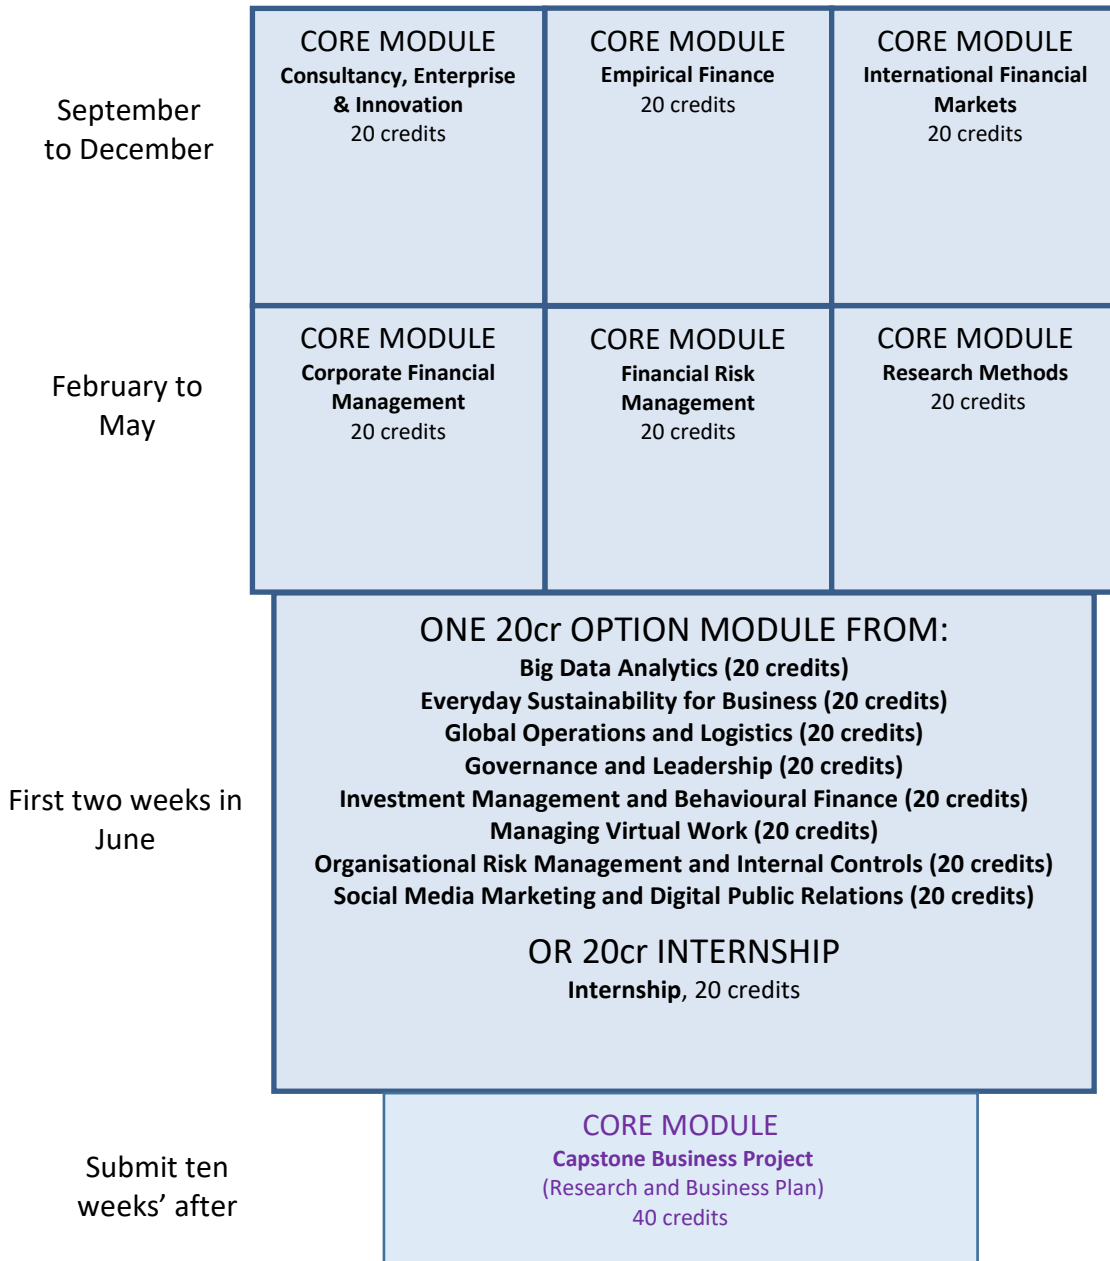 September
to December
CORE MODULE
Consultancy, Enterprise
& Innovation
20 credits
CORE MODULE
Empirical Finance
20 credits
CORE MODULE
International Financial
Markets
20 credits
February to
May
CORE MODULE
Corporate Financial
Management
20 credits
CORE MODULE
Financial Risk
Management
20 credits
CORE MODULE
Research Methods
20 credits
First two weeks in
June
ONE 20cr OPTION MODULE FROM:
Big Data Analytics (20 credits)
Everyday Sustainability for Business (20 credits)
Global Operations and Logistics (20 credits)
Governance and Leadership (20 credits)
Investment Management and Behavioural Finance (20 credits)
Managing Virtual Work (20 credits)
Organisational Risk Management and Internal Controls (20 credits)
Social Media Marketing and Digital Public Relations (20 credits)
OR 20cr INTERNSHIP
Internship, 20 credits
Submit ten
weeks’ after
CORE MODULE
Capstone Business Project
(Research and Business Plan)
40 credits